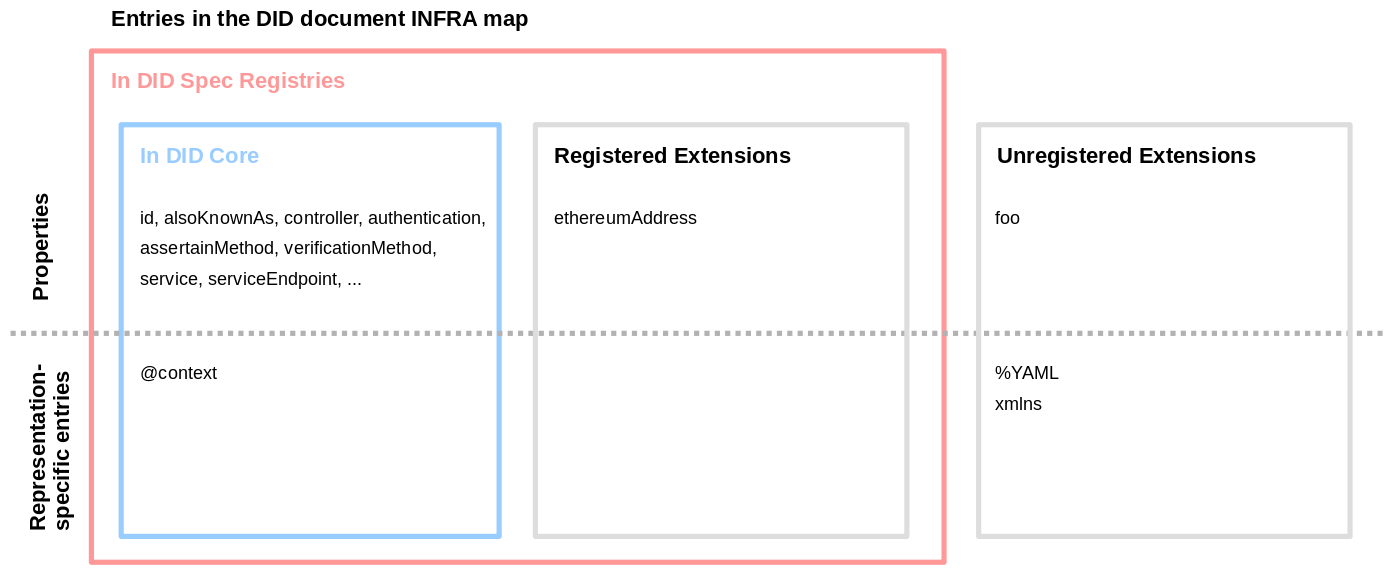 Entries in the DID document INFRA map
In DID Spec Registries
In DID Core
Registered Extensions
Unregistered Extensions
Properties
id, alsoKnownAs, controller, authentication,
assertainMethod, verificationMethod,
service, serviceEndpoint, ...
ethereumAddress
foo
Representation-
specific entries
@context
%YAML
xmlns